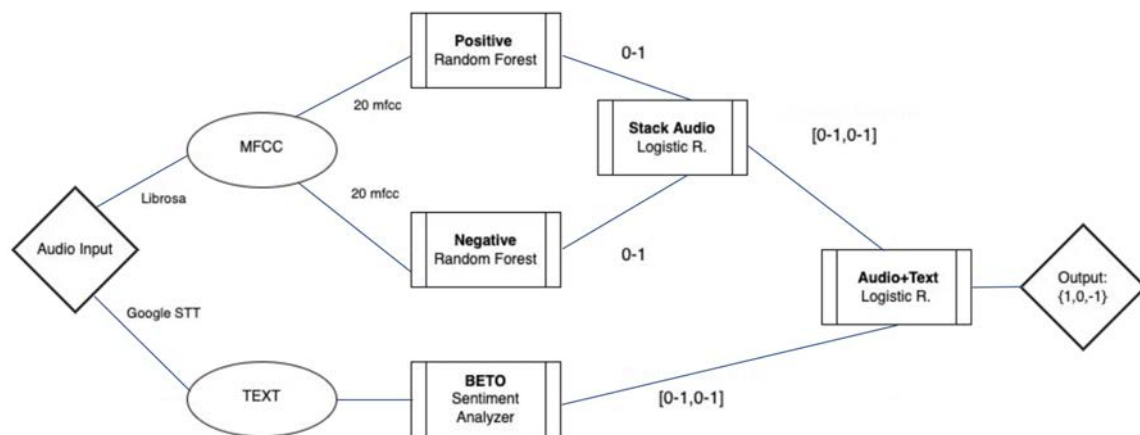 Positive
Random Forest
0-1
20 mfcc
Stack Audio
Logistic R.
[0-1,0-1]
MFCC
Librosa
20 mfcc
Negative
Random Forest
0-1
Audio Input
Audio+Text
Logistic R.
Output:
{1,0,-1}
Google STT
TEXT
BETO
Sentiment
Analyzer
[0-1,0-1]